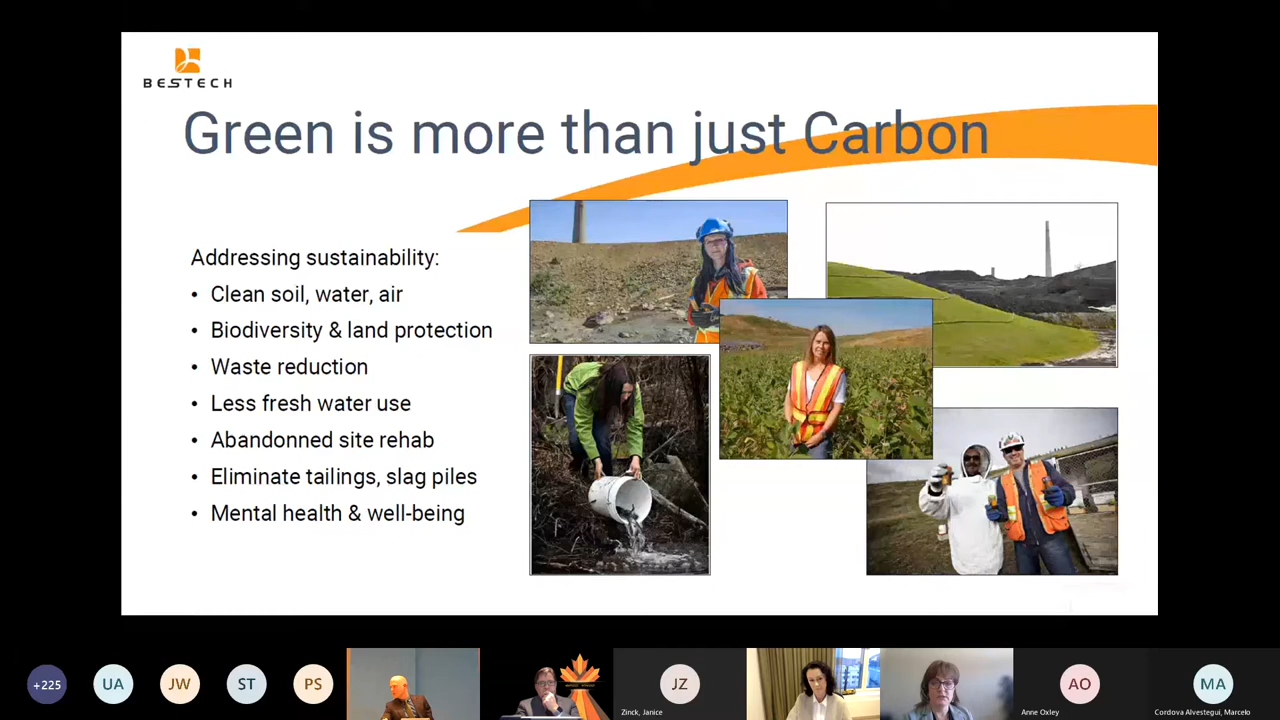 BESTECH
Green is more than just Carbon
Addressing sustainability:
• Clean soil, water, air
• Biodiversity & land protection
• Waste reduction
• Less fresh water use
• Abandonned site rehab
• Eliminate tailings, slag piles
• Mental health & well-being
+225
UA
JW
ST
PS
JZ
Zinck, Janice
AO
Anne Oxley
MA
Cordova Alvestegui, Marcelo